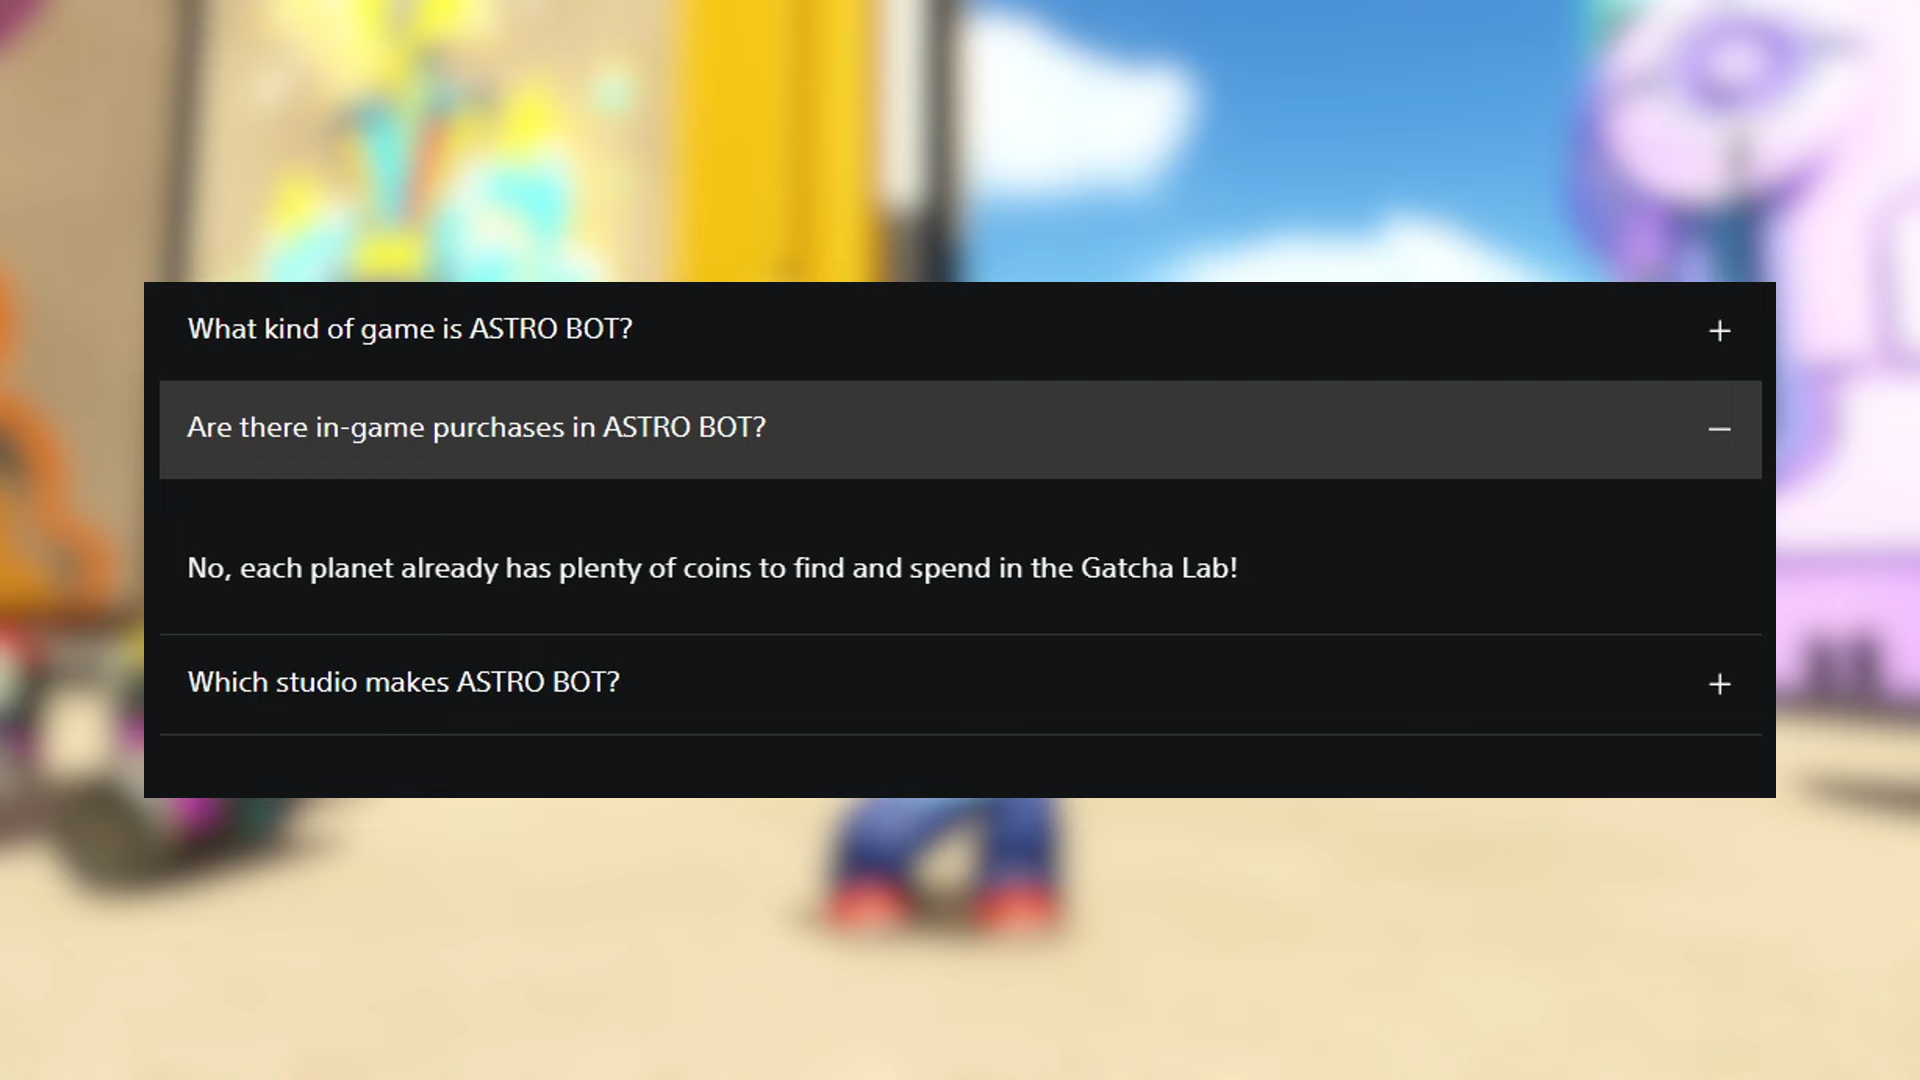 What kind of game is ASTRO BOT?
Are there in-game purchases in ASTRO BOT?
No, each planet already has plenty of coins to find and spend in the Gatcha Lab!
Which studio makes ASTRO BOT?